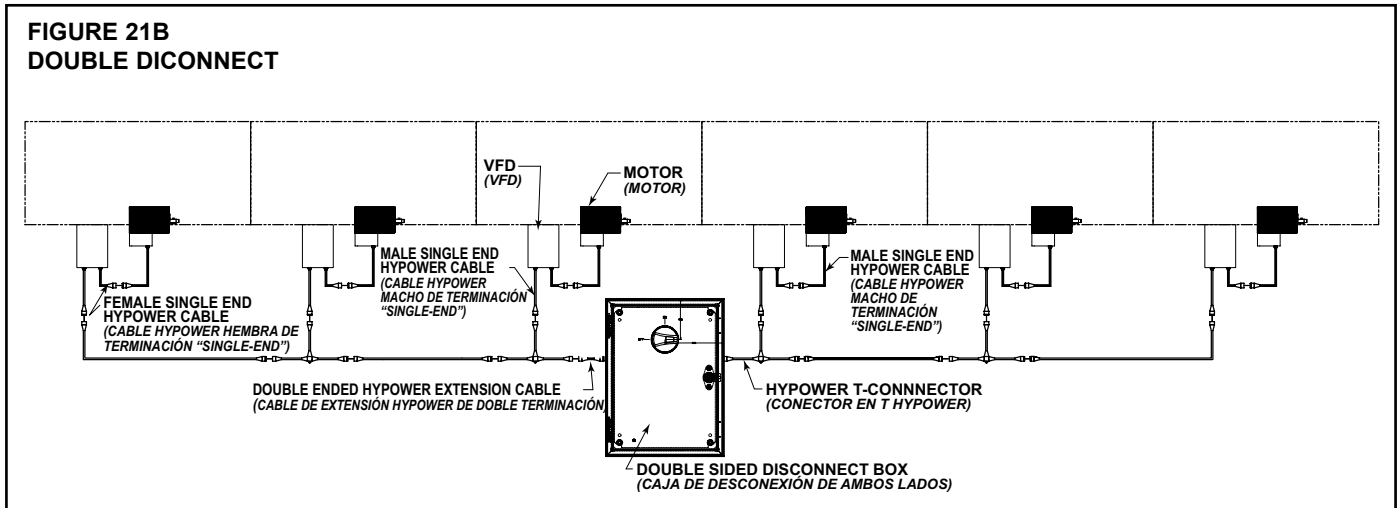 FIGURE 21B
DOUBLE DICONNECT
VFD
(VFD)
MOTOR
(MOTOR)
MALE SINGLE END
HYPOWER CABLE
(CABLE HYPOWER
MACHO DE TERMINACIÓN
“SINGLE-END”)
MALE SINGLE END
HYPOWER CABLE
(CABLE HYPOWER
MACHO DE
TERMINACIÓN
“SINGLE-END”)
FEMALE SINGLE END
HYPOWER CABLE
(CABLE HYPOWER HEMBRA DE
TERMINACIÓN “SINGLE-END”)
DOUBLE ENDED HYPOWER EXTENSION CABLE
(CABLE DE EXTENSIÓN HYPOWER DE DOBLE TERMINACIÓN)
HYPOWER T-CONNNECTOR
(CONECTOR EN T HYPOWER)
DOUBLE SIDED DISCONNECT BOX
(CAJA DE DESCONEXIÓN DE AMBOS LADOS)